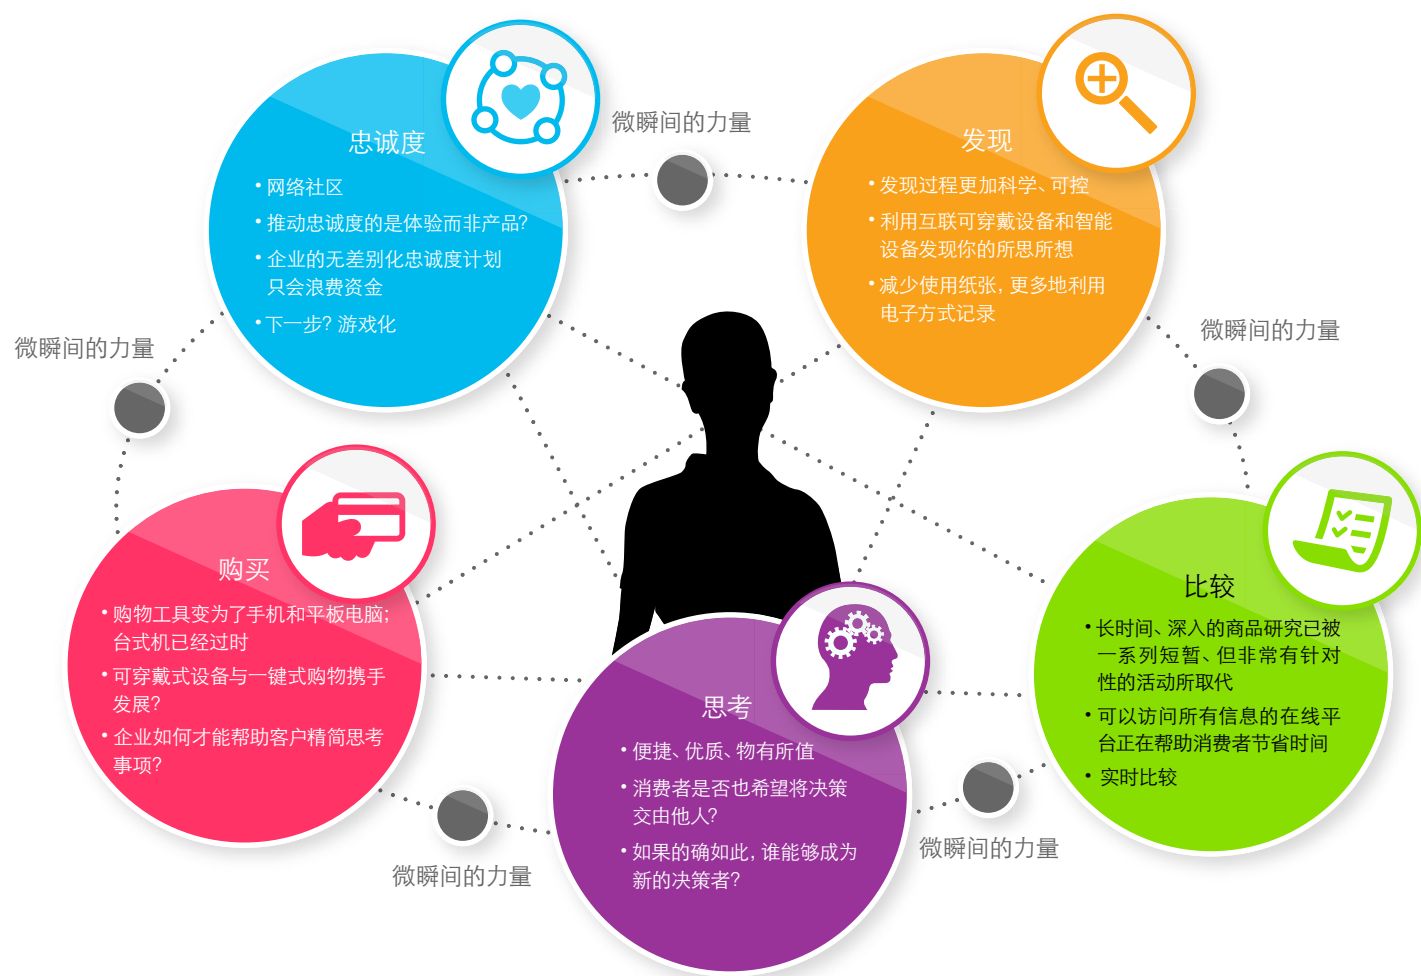 忠诚度
• 网络社区
• 推动忠诚度的是体验而非产品?
• 企业的无差别化忠诚度计划
只会浪费资金
• 下一步? 游戏化
微瞬间的力量
发现
• 发现过程更加科学、可控
• 利用互联可穿戴设备和智能
设备发现你的所思所想
• 减少使用纸张, 更多地利用
电子方式记录
微瞬间的力量
微瞬间的力量
购买
• 购物工具变为了手机和平板电脑;
台式机已经过时
• 可穿戴式设备与一键式购物携手
发展?
• 企业如何才能帮助客户精简思考
事项?
比较
• 长时间、深入的商品研究已被
一系列短暂、但非常有针对
性的活动所取代
• 可以访问所有信息的在线平
台正在帮助消费者节省时间
• 实时比较
思考
• 便捷、优质、物有所值
• 消费者是否也希望将决策
交由他人?
• 如果的确如此, 谁能够成为
新的决策者?
微瞬间的力量
微瞬间的力量